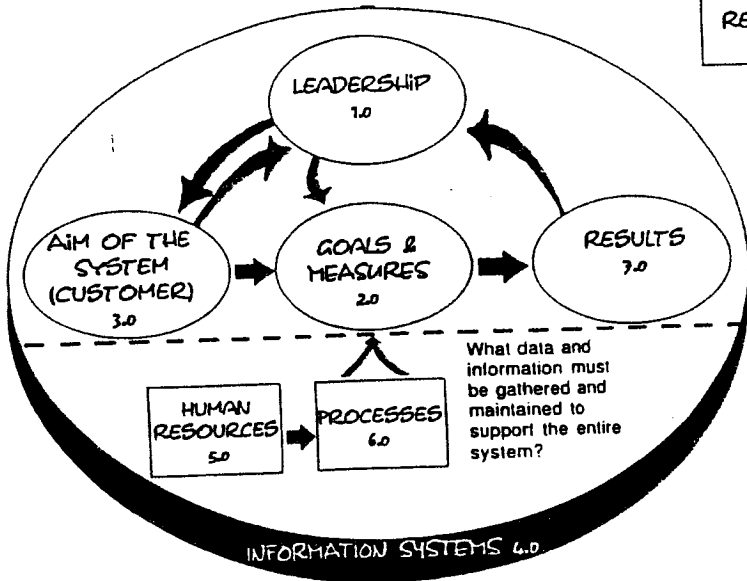 RE
LEADERSHIP
1.0
AIM OF THE
SYSTEM
(CUSTOMER)
3.0
GOALS &
MEASURES
2.0
RESULTS
7.0
HUMAN
RESOURCES
5.0
PROCESSES
6.0
What data and
information must
be gathered and
maintained to
support the entire
system?
INFORMATION SYSTEMS 4.0